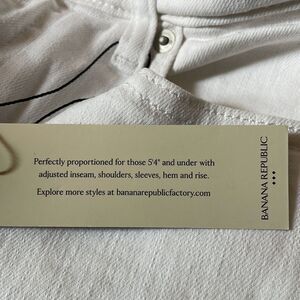 Perfectly proportioned for those 5'4" and under with
adjusted inseam, shoulders, sleeves, hem and rise.
Explore more styles at bananarepublicfactory.com
BANANA REPUBLIC